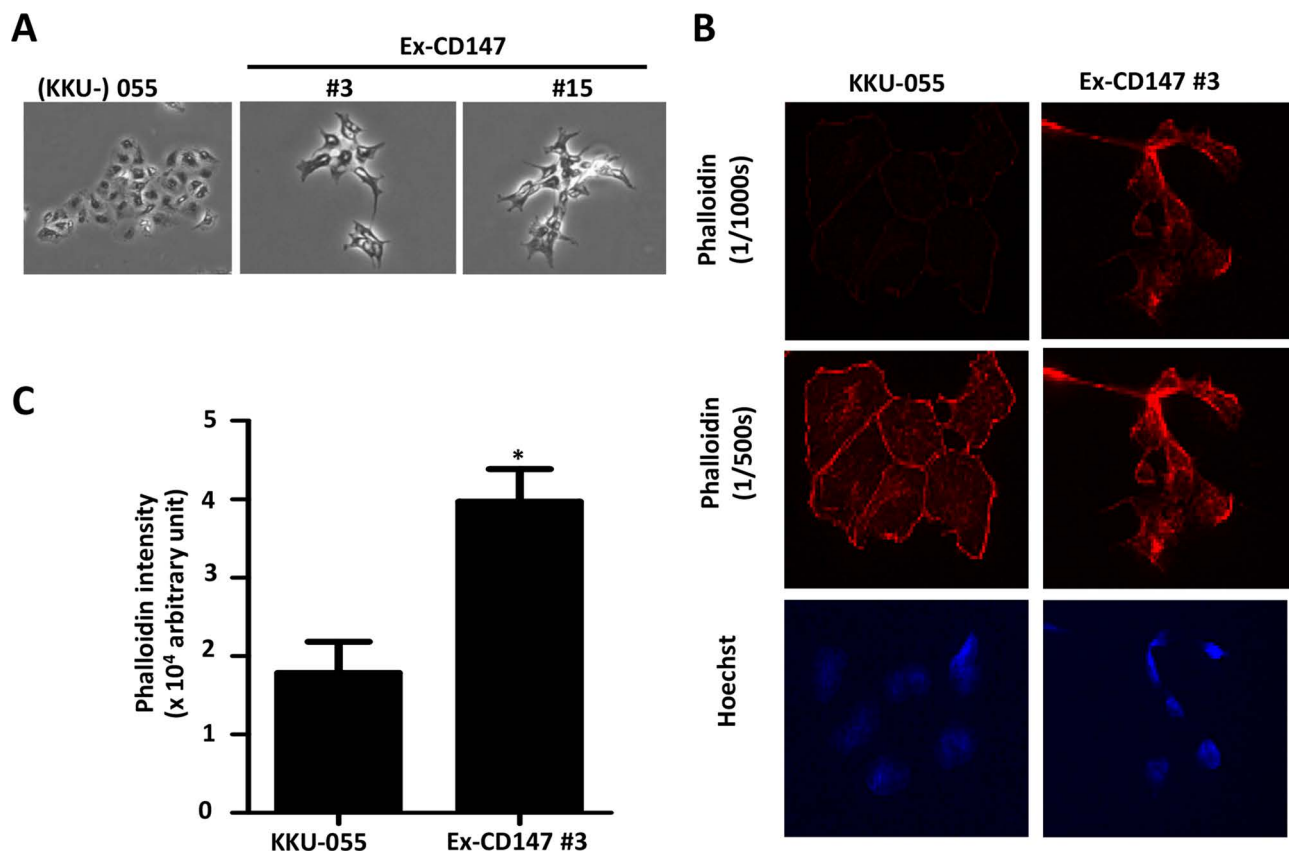 A
Ex-CD147
(KKU-) 055
#3
#15
B
KKU-055
Ex-CD147 #3
Phalloidin
(1/1000s)
Phalloidin
(1/500s)
Hoechst
C
Phalloidin intensity
(x 10⁴ arbitrary unit)
5
4
3
2
1
0
*
KKU-055
Ex-CD147 #3